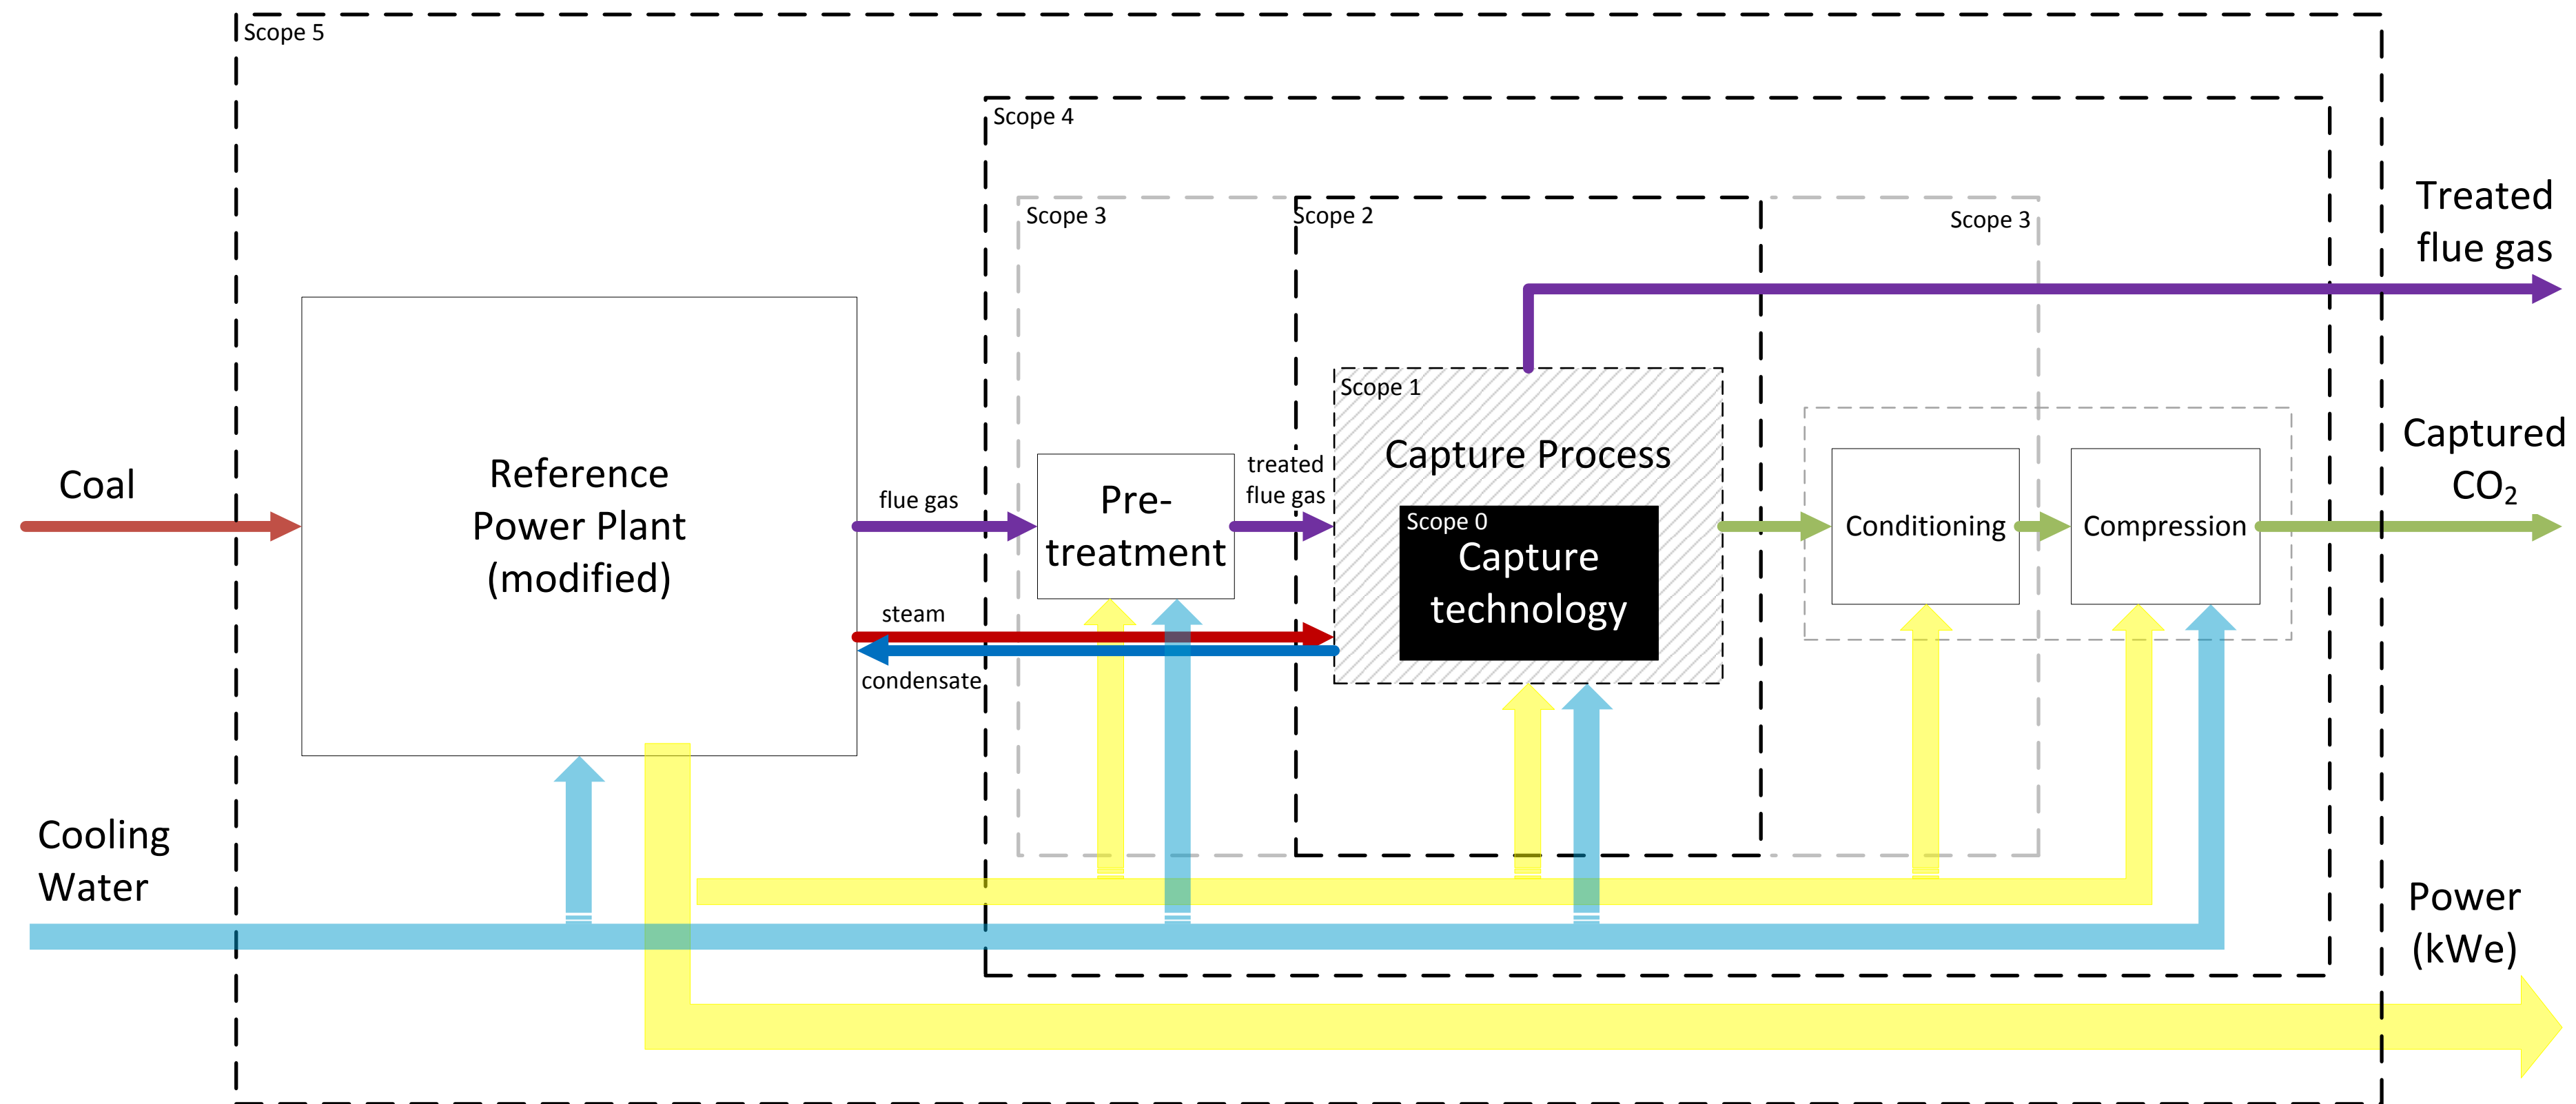 Scope 5
Scope 4
Scope 3
Scope 2
Scope 3
Treated
flue gas
Scope 1
Capture Process
Scope 0
Capture
technology
Coal
Reference
Power Plant
(modified)
flue gas
Pre-
treatment
treated
flue gas
steam
condensate
Conditioning
Compression
Captured
CO₂
Cooling
Water
Power
(kWe)